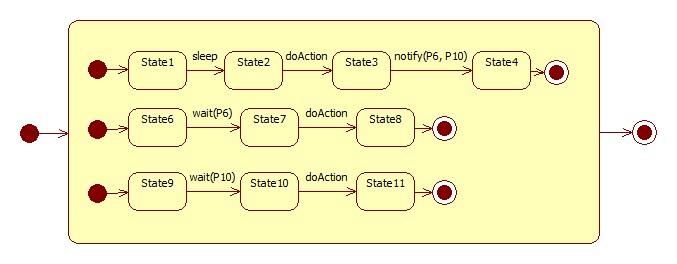 sleep doAction notify(P6, P10)
State1 State2 State3 State4
wait(P6) doAction
State6 State7 State8
wait(P10) doAction
State9 State10 State11